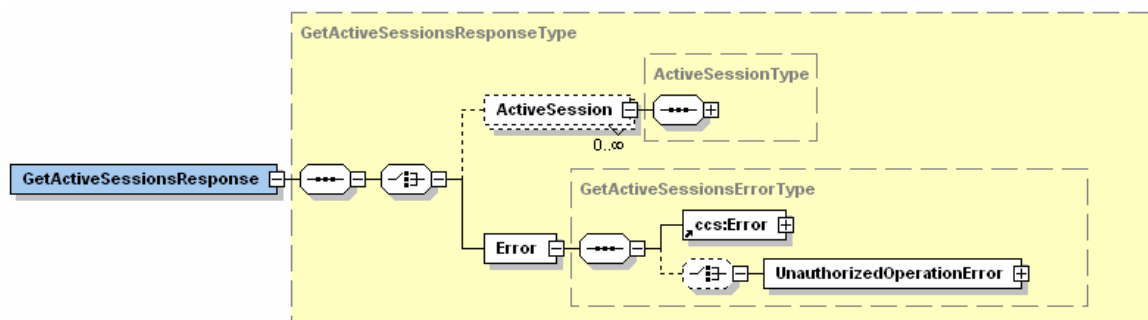 GetActiveSessionsResponseType
ActiveSessionType
ActiveSession
0..∞
GetActiveSessionsResponse
GetActiveSessionsErrorType
ccs:Error
Error
UnauthorizedOperationError